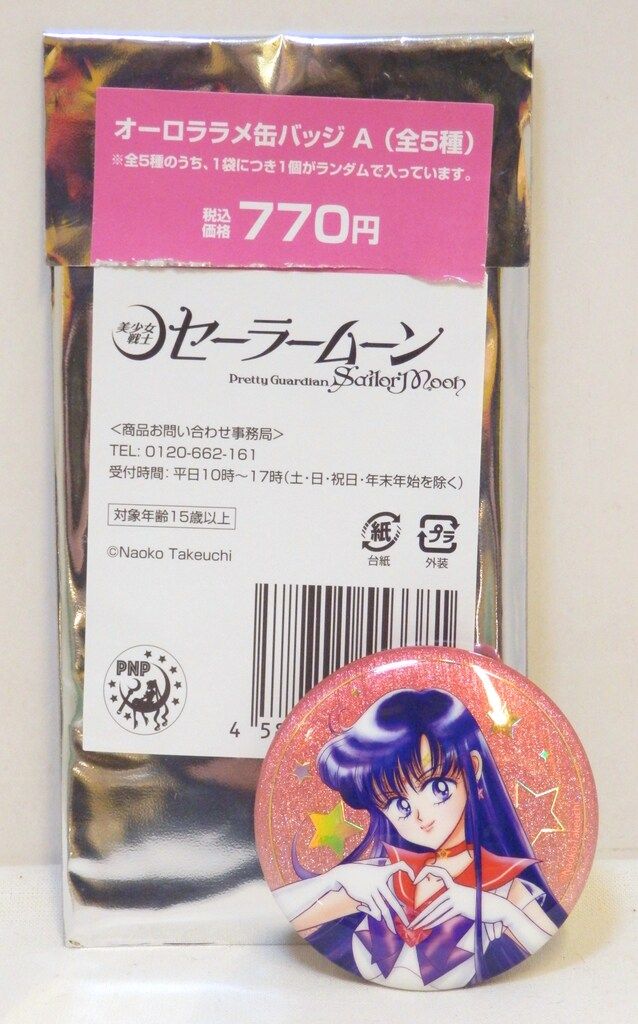 オーロララメ缶バッジ A（全5種）
※全5種のうち、1袋につき1個がランダムで入っています。
税込
価格 770円
美少女
戦士 セーラームーン
Pretty Guardian Sailor Moon
＜商品お問い合わせ事務局＞
TEL: 0120-662-161
受付時間：平日10時〜17時（土・日・祝日・年末年始を除く）
対象年齢15歳以上
©Naoko Takeuchi
紙 プラ
台紙 外装
PNP